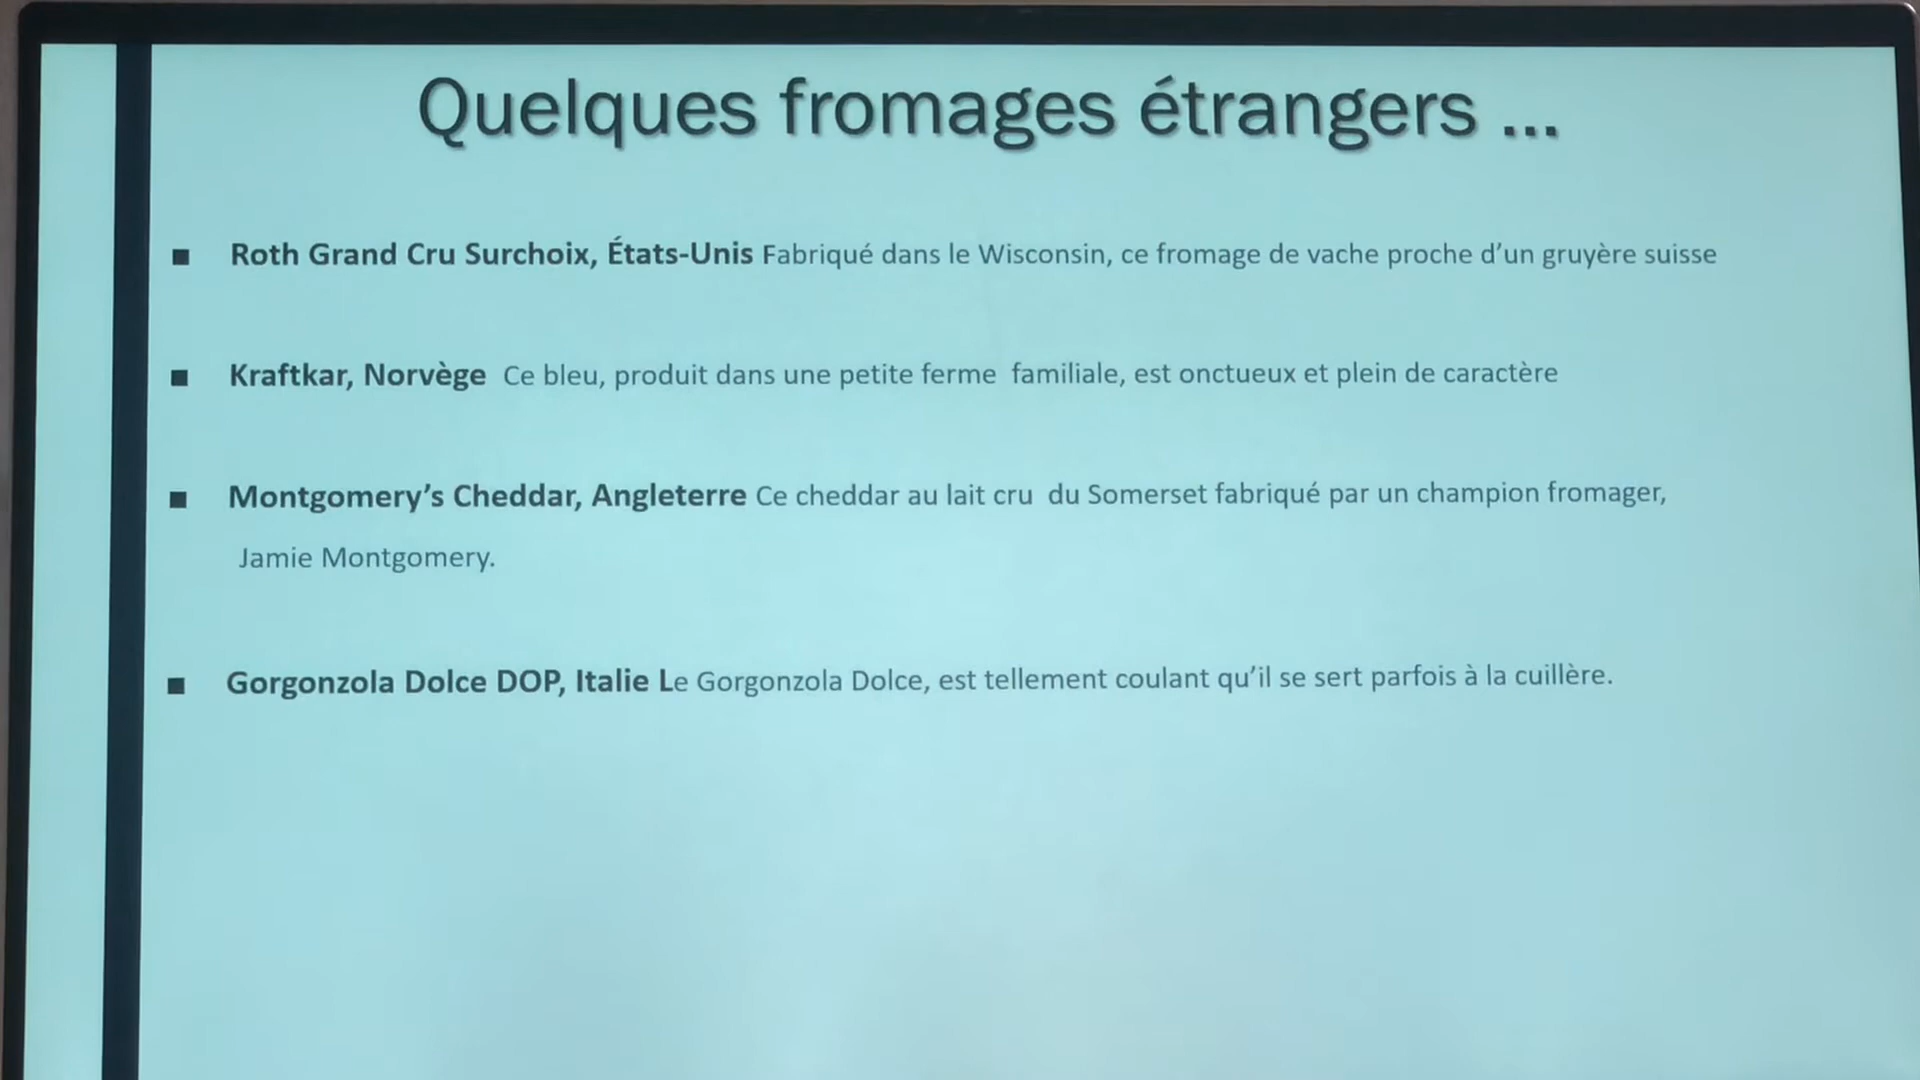 Quelques fromages étrangers ...
■ Roth Grand Cru Surchoix, États-Unis Fabriqué dans le Wisconsin, ce fromage de vache proche d’un gruyère suisse
■ Kraftkar, Norvège Ce bleu, produit dans une petite ferme familiale, est onctueux et plein de caractère
■ Montgomery’s Cheddar, Angleterre Ce cheddar au lait cru du Somerset fabriqué par un champion fromager,
Jamie Montgomery.
■ Gorgonzola Dolce DOP, Italie Le Gorgonzola Dolce, est tellement coulant qu’il se sert parfois à la cuillère.